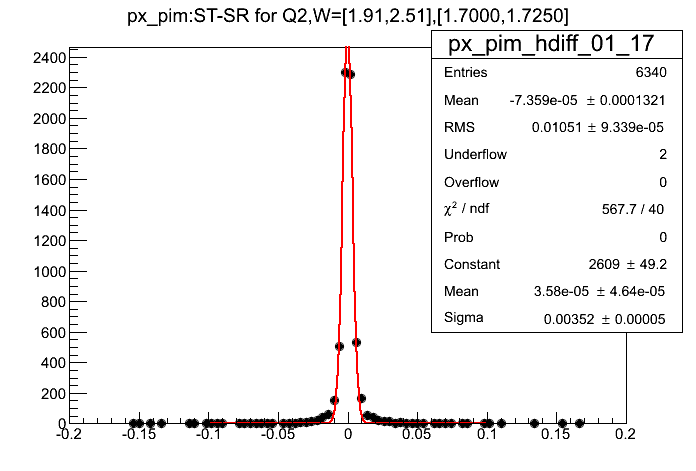 px_pim:ST-SR for Q2,W=[1.91,2.51],[1.7000,1.7250]
px_pim_hdiff_01_17
Entries 6340
Mean -7.359e-05 ± 0.0001321
RMS 0.01051 ± 9.339e-05
Underflow 2
Overflow 0
χ² / ndf 567.7 / 40
Prob 0
Constant 2609 ± 49.2
Mean 3.58e-05 ± 4.64e-05
Sigma 0.00352 ± 0.00005
2400
2200
2000
1800
1600
1400
1200
1000
800
600
400
200
0
-0.2 -0.15 -0.1 -0.05 0 0.05 0.1 0.15 0.2